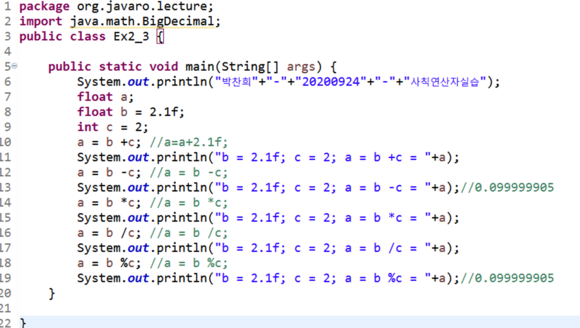 1 package org.javaro.lecture;
2 import java.math.BigDecimal;
3 public class Ex2_3 {
4
5 public static void main(String[] args) {
6 System.out.println("박찬희"+"-"+"20200924"+"-"+"사칙연산자실습");
7 float a;
8 float b = 2.1f;
9 int c = 2;
10 a = b +c; //a=a+2.1f;
11 System.out.println("b = 2.1f; c = 2; a = b +c = "+a);
12 a = b -c; //a = b -c;
13 System.out.println("b = 2.1f; c = 2; a = b -c = "+a);//0.099999905
14 a = b *c; //a = b *c;
15 System.out.println("b = 2.1f; c = 2; a = b *c = "+a);
16 a = b /c; //a = b /c;
17 System.out.println("b = 2.1f; c = 2; a = b /c = "+a);
18 a = b %c; //a = b %c;
19 System.out.println("b = 2.1f; c = 2; a = b %c = "+a);//0.099999905
20 }
21
22 }